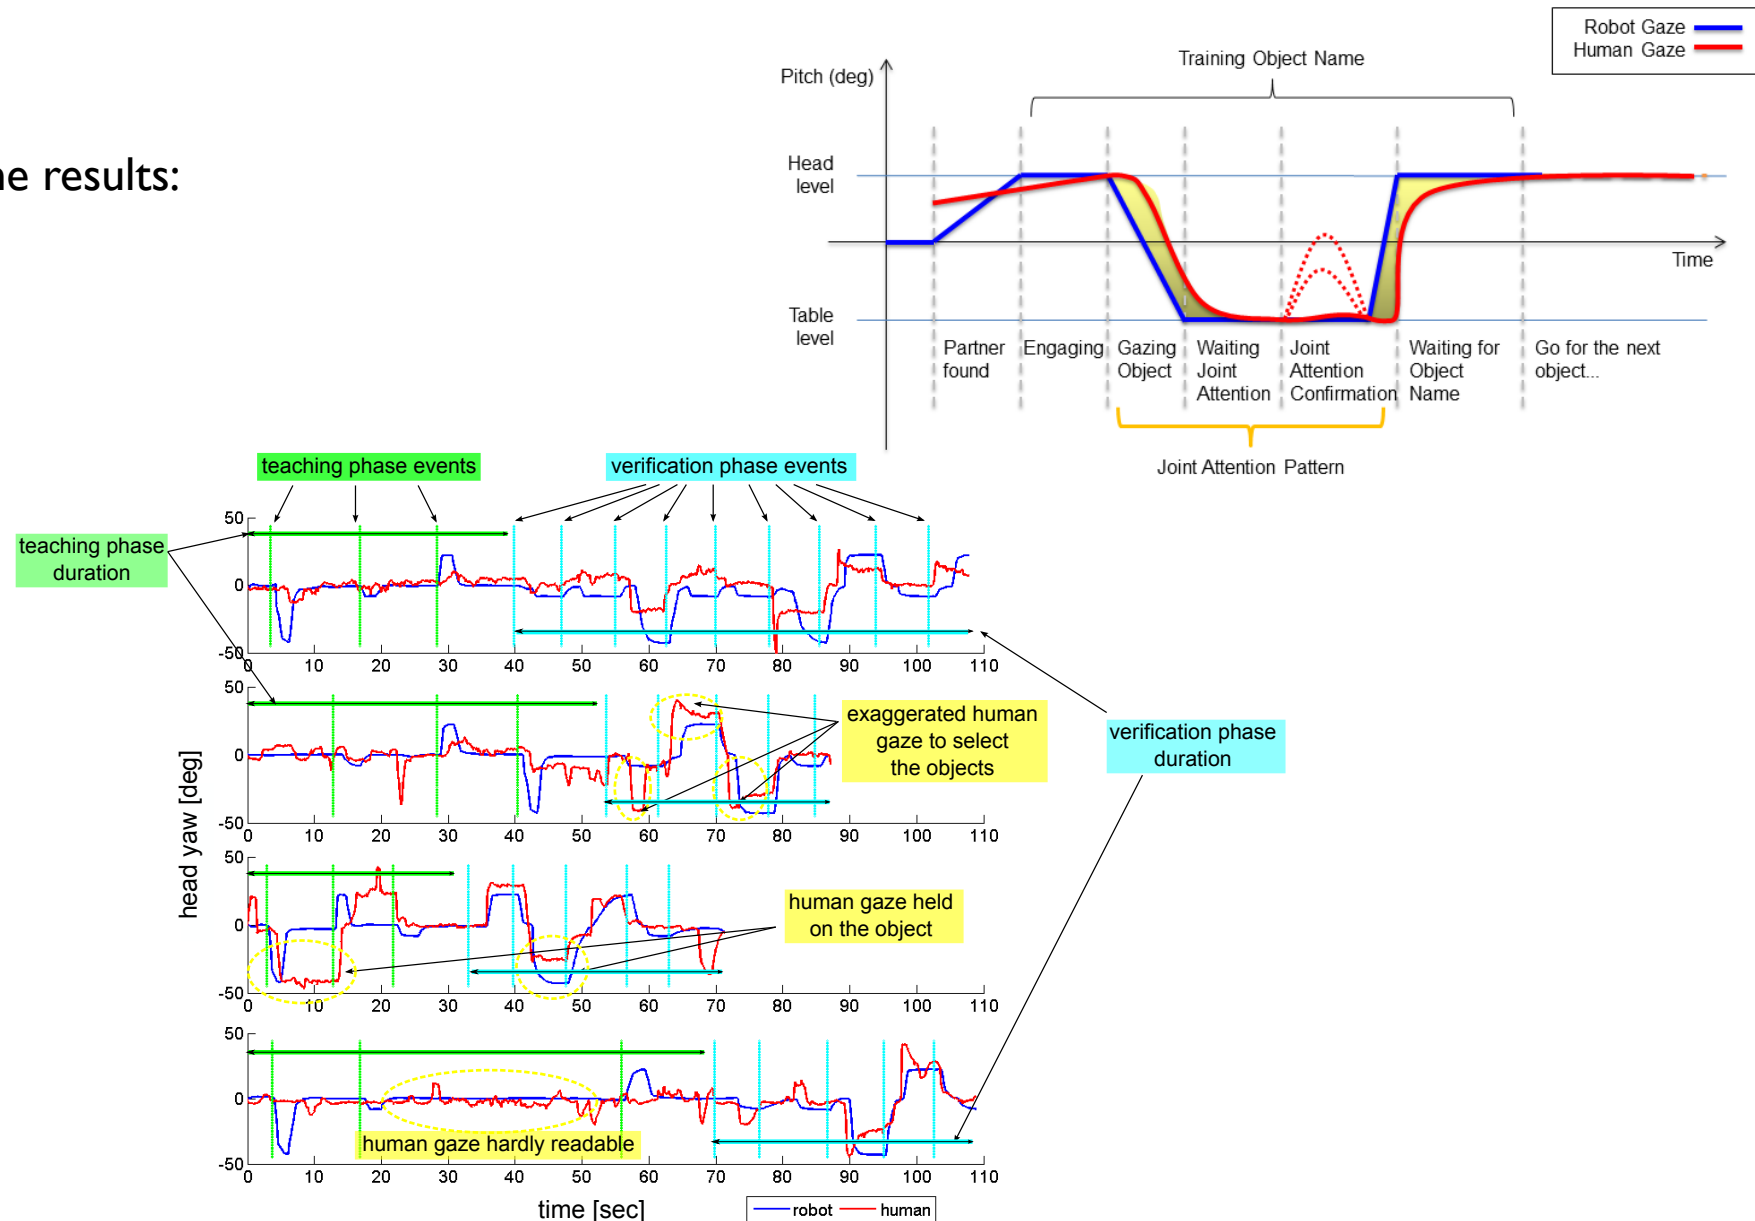 ne results:
Robot Gaze
Human Gaze
Training Object Name
Pitch (deg)
Head
level
Time
Table
level
Partner
found
Engaging
Gazing
Object
Waiting
Joint
Attention
Joint
Attention
Confirmation
Waiting for
Object
Name
Go for the next
object...
Joint Attention Pattern
teaching phase events
verification phase events
teaching phase
duration
50
0
-50
0 10 20 30 40 50 60 70 80 90 100 110
50
0
-50
0 10 20 30 40 50 60 70 80 90 100 110
exaggerated human
gaze to select
the objects
verification phase
duration
head yaw [deg]
50
0
-50
0 10 20 30 40 50 60 70 80 90 100 110
human gaze held
on the object
50
0
-50
0 10 20 30 40 50 60 70 80 90 100 110
human gaze hardly readable
time [sec]
robot human